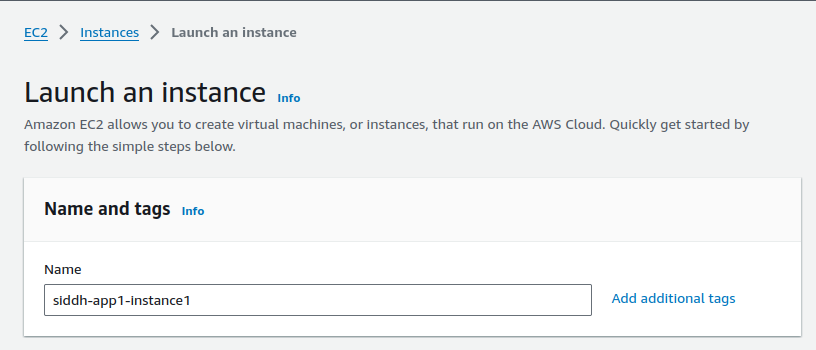 EC2 > Instances > Launch an instance
Launch an instance Info
Amazon EC2 allows you to create virtual machines, or instances, that run on the AWS Cloud. Quickly get started by
following the simple steps below.
Name and tags Info
Name
siddh-app1-instance1 Add additional tags